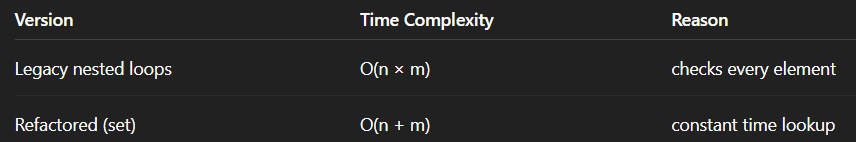 Version Time Complexity Reason
Legacy nested loops O(n × m) checks every element
Refactored (set) O(n + m) constant time lookup